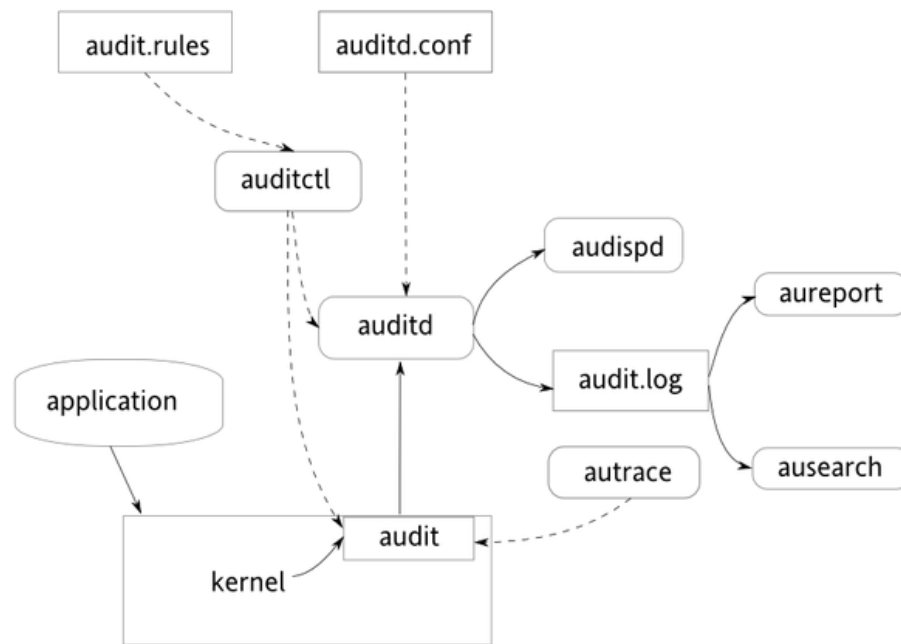 audit.rules
auditd.conf
auditctl
audispd
aureport
auditd
audit.log
application
ausearch
autrace
audit
kernel